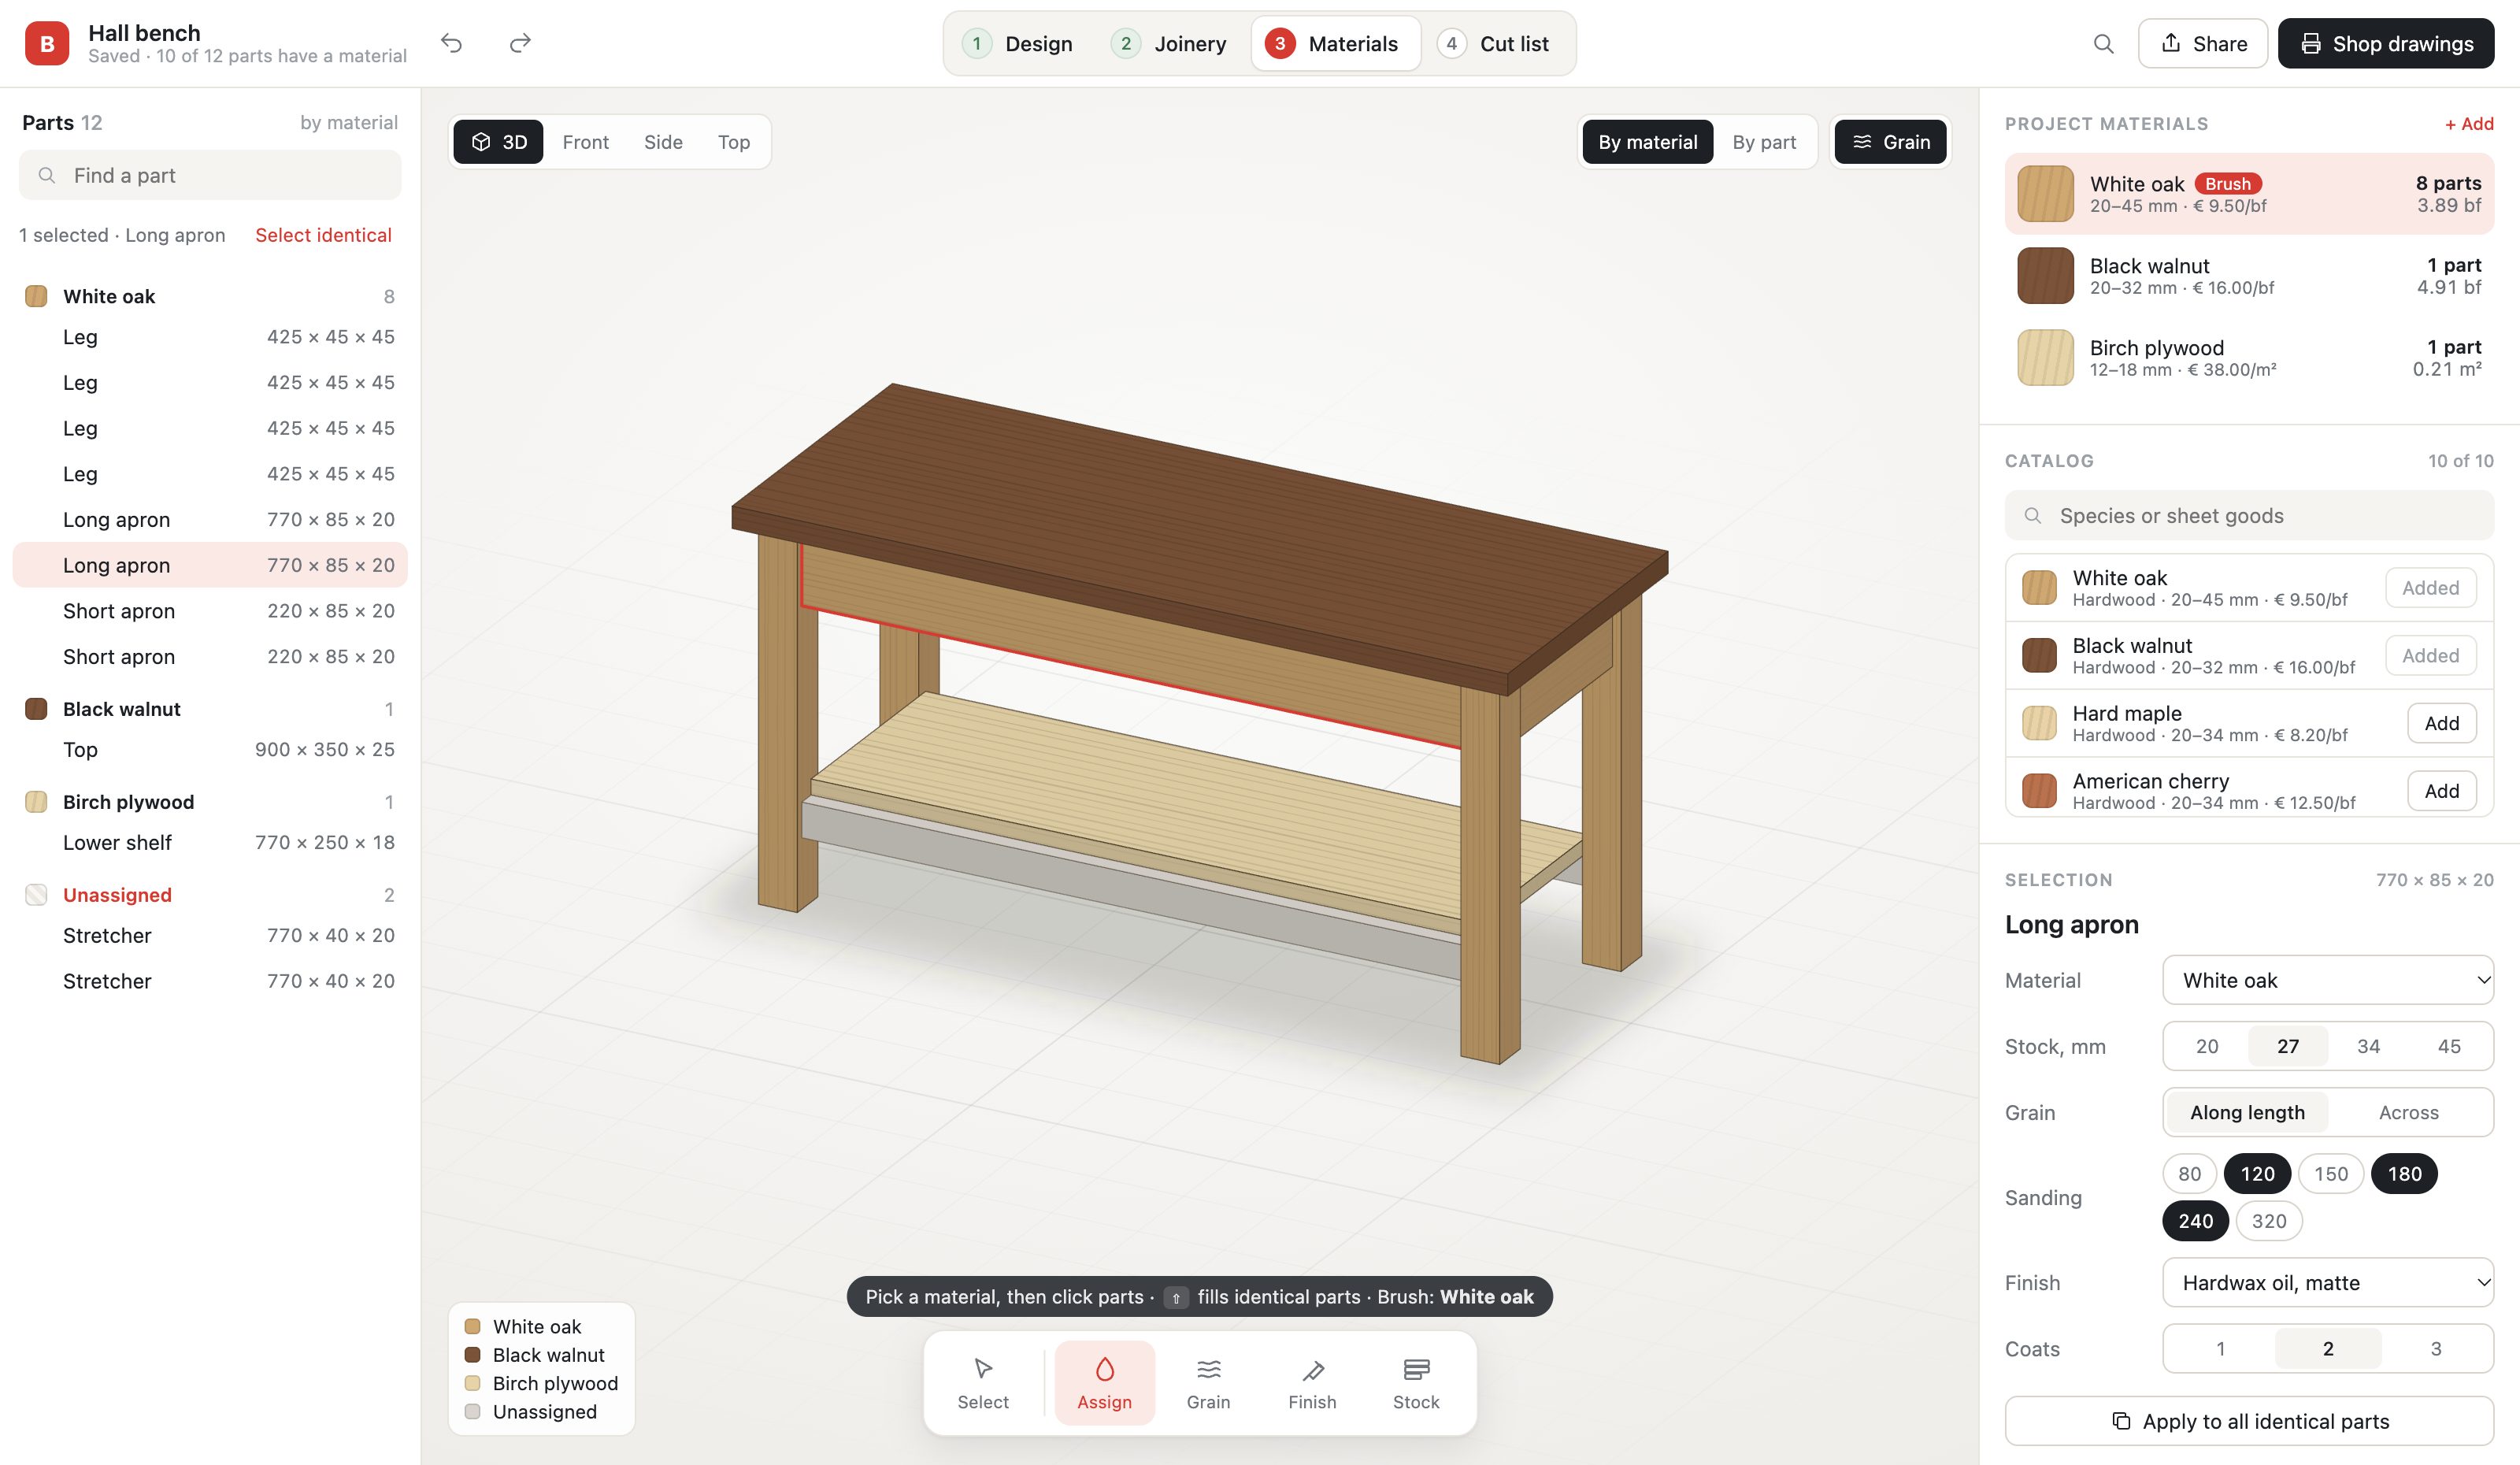 B
Hall bench
Saved · 10 of 12 parts have a material
1 Design
2 Joinery
3 Materials
4 Cut list
Share
Shop drawings
Parts 12
by material
Find a part
1 selected · Long apron
Select identical
White oak 8
Leg 425 × 45 × 45
Leg 425 × 45 × 45
Leg 425 × 45 × 45
Leg 425 × 45 × 45
Long apron 770 × 85 × 20
Long apron 770 × 85 × 20
Short apron 220 × 85 × 20
Short apron 220 × 85 × 20
Black walnut 1
Top 900 × 350 × 25
Birch plywood 1
Lower shelf 770 × 250 × 18
Unassigned 2
Stretcher 770 × 40 × 20
Stretcher 770 × 40 × 20
3D Front Side Top
By material By part
Grain
White oak
Black walnut
Birch plywood
Unassigned
Pick a material, then click parts · ⇧ fills identical parts · Brush: White oak
Select
Assign
Grain
Finish
Stock
PROJECT MATERIALS
+ Add
White oak Brush 8 parts
20–45 mm · € 9.50/bf 3.89 bf
Black walnut 1 part
20–32 mm · € 16.00/bf 4.91 bf
Birch plywood 1 part
12–18 mm · € 38.00/m² 0.21 m²
CATALOG 10 of 10
Species or sheet goods
White oak
Hardwood · 20–45 mm · € 9.50/bf
Added
Black walnut
Hardwood · 20–32 mm · € 16.00/bf
Added
Hard maple
Hardwood · 20–34 mm · € 8.20/bf
Add
American cherry
Hardwood · 20–34 mm · € 12.50/bf
Add
SELECTION 770 × 85 × 20
Long apron
Material White oak
Stock, mm 20 27 34 45
Grain Along length Across
Sanding 80 120 150 180
240 320
Finish Hardwax oil, matte
Coats 1 2 3
Apply to all identical parts